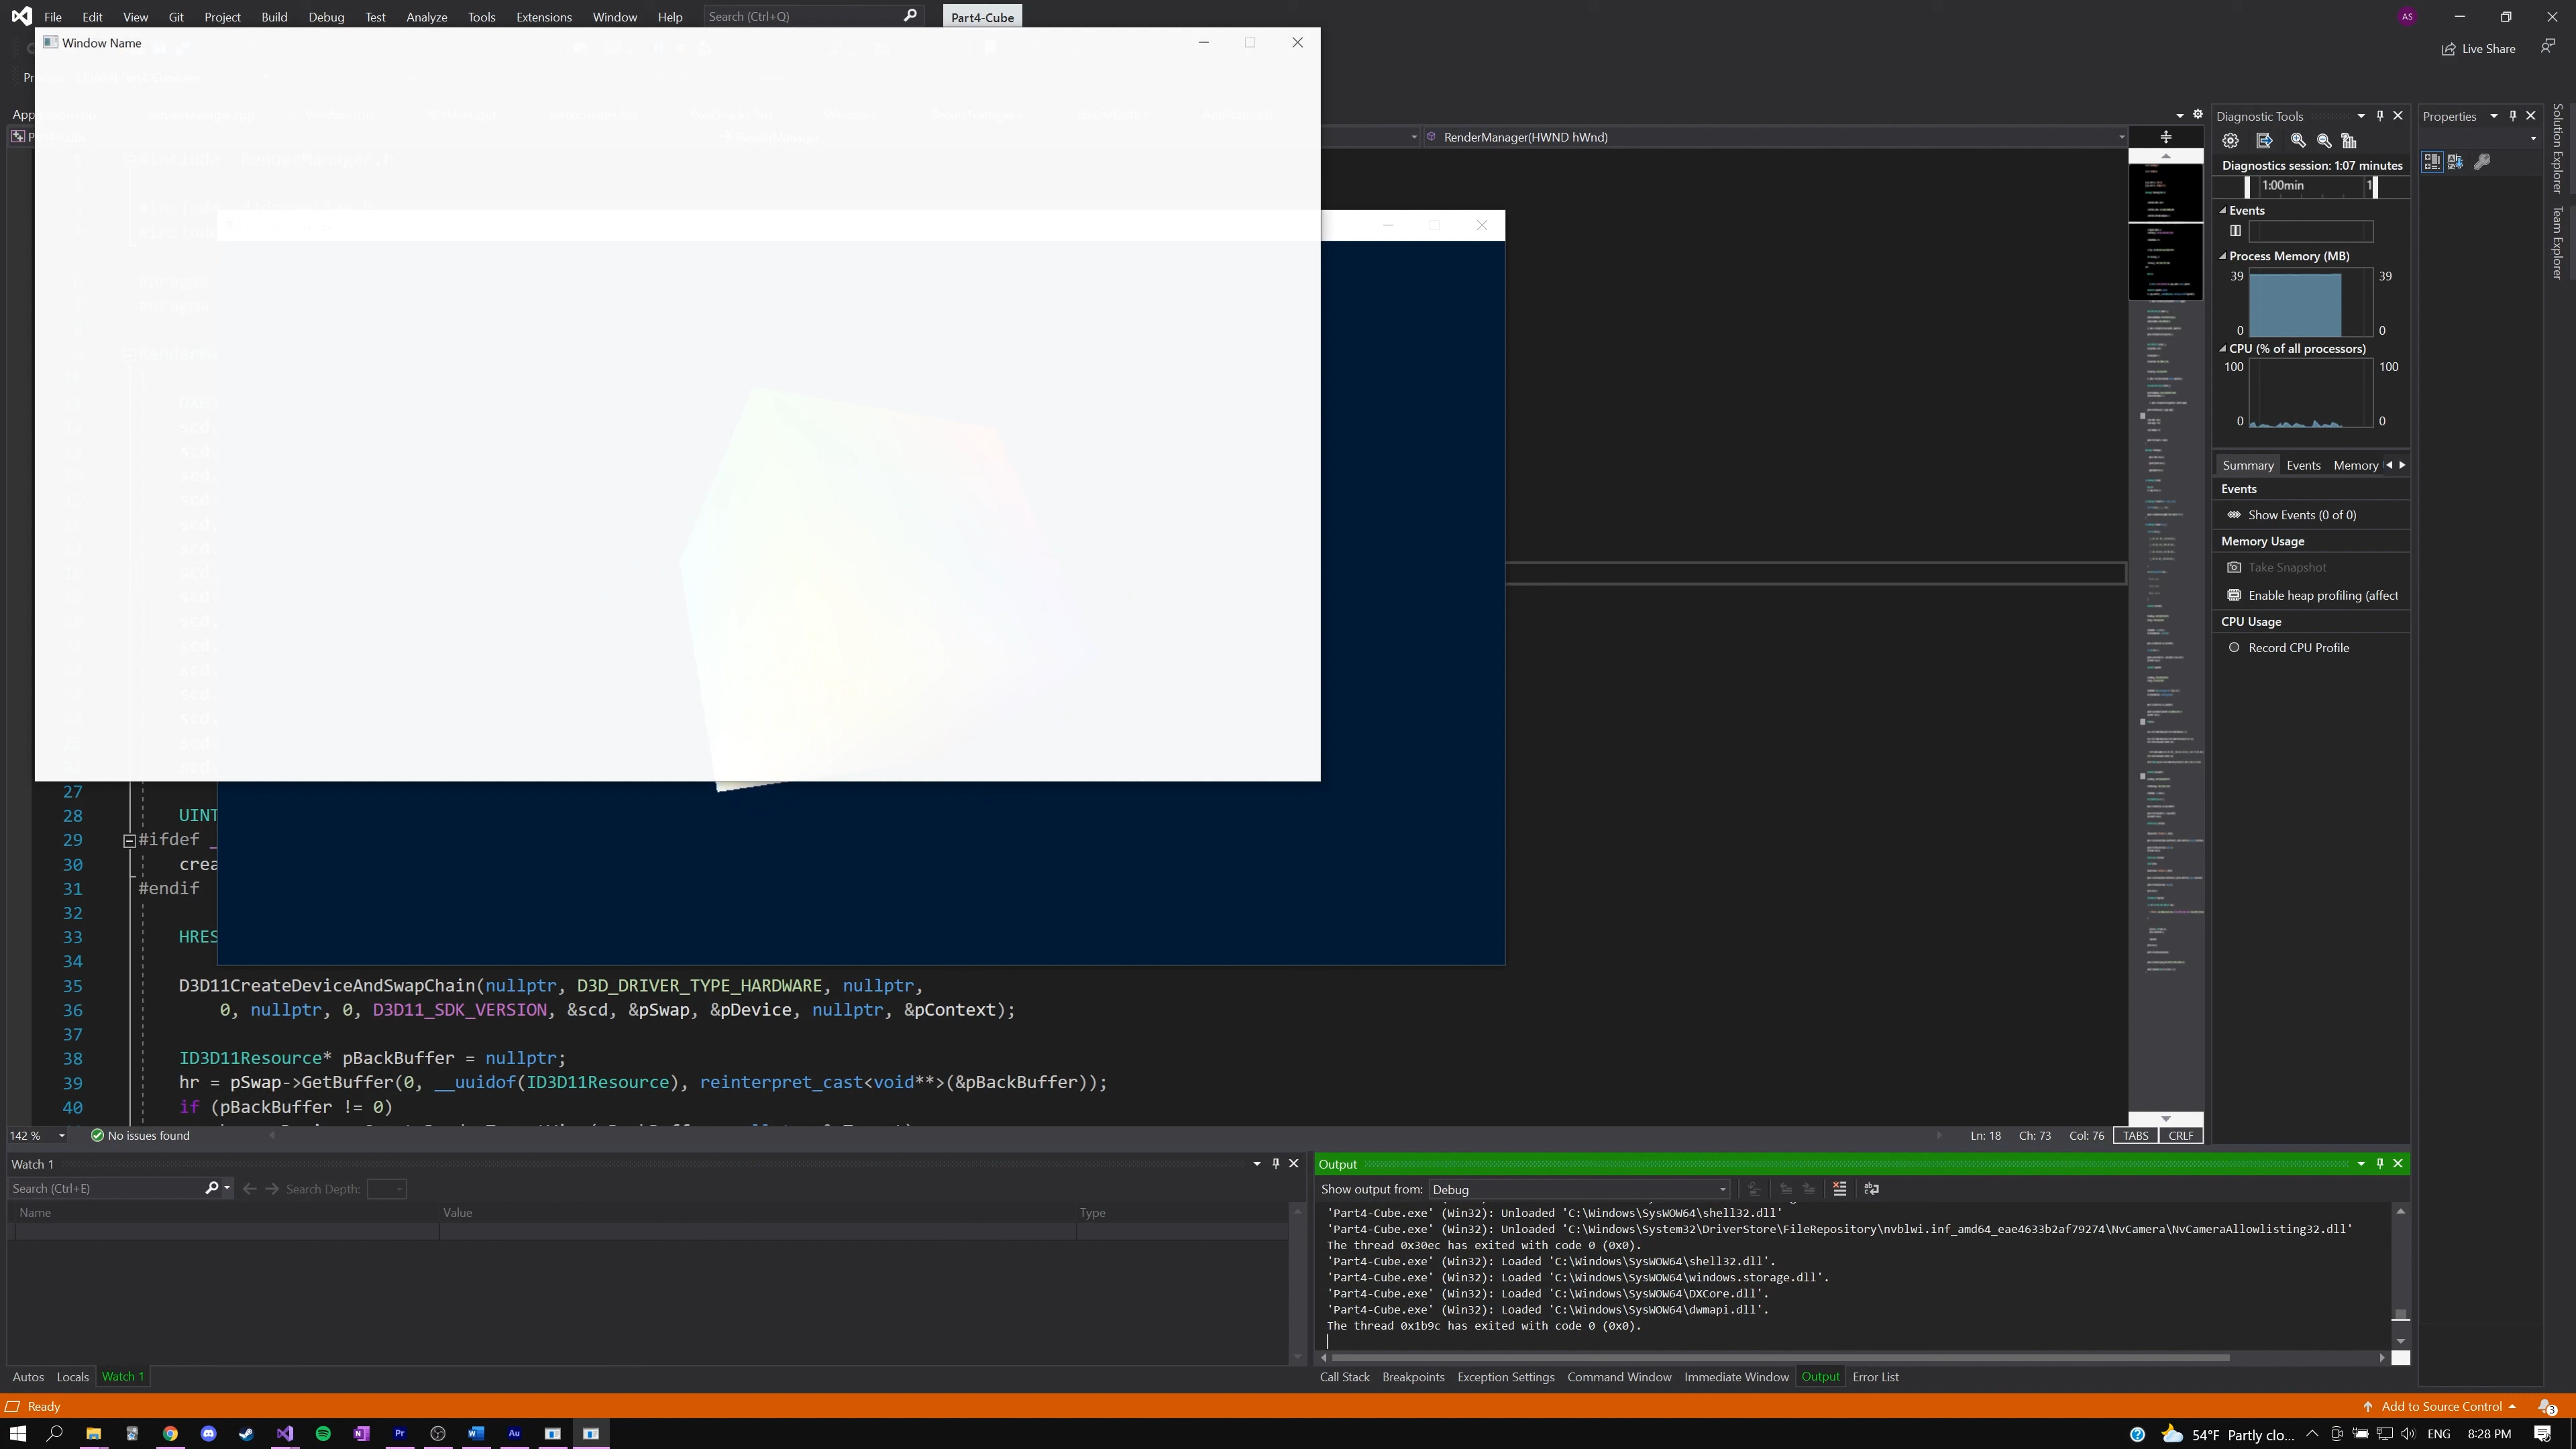 File Edit View Git Project Build Debug Test Analyze Tools Extensions Window Help Search (Ctrl+Q) Part4-Cube AS
Window Name
Live Share
RenderManager(HWND hWnd)
Diagnostic Tools
Properties
Solution Explorer
Team Explorer
Diagnostics session: 1:07 minutes
1:00min
Events
Process Memory (MB)
39 39
0 0
CPU (% of all processors)
100 100
0 0
Summary Events Memory
Events
Show Events (0 of 0)
Memory Usage
Take Snapshot
Enable heap profiling (affect
CPU Usage
Record CPU Profile
27
28 UINT
29 #ifdef _
30 crea
31 #endif
32
33 HRES
34
35 D3D11CreateDeviceAndSwapChain(nullptr, D3D_DRIVER_TYPE_HARDWARE, nullptr,
36 0, nullptr, 0, D3D11_SDK_VERSION, &scd, &pSwap, &pDevice, nullptr, &pContext);
37
38 ID3D11Resource* pBackBuffer = nullptr;
39 hr = pSwap->GetBuffer(0, __uuidof(ID3D11Resource), reinterpret_cast<void**>(&pBackBuffer));
40 if (pBackBuffer != 0)
142 % No issues found Ln: 18 Ch: 73 Col: 76 TABS CRLF
Watch 1
Search (Ctrl+E) Search Depth:
Name Value Type
Autos Locals Watch 1
Output
Show output from: Debug
'Part4-Cube.exe' (Win32): Unloaded 'C:\Windows\SysWOW64\shell32.dll'
'Part4-Cube.exe' (Win32): Unloaded 'C:\Windows\System32\DriverStore\FileRepository\nvblwi.inf_amd64_eae4633b2af79274\NvCamera\NvCameraAllowlisting32.dll'
The thread 0x30ec has exited with code 0 (0x0).
'Part4-Cube.exe' (Win32): Loaded 'C:\Windows\SysWOW64\shell32.dll'.
'Part4-Cube.exe' (Win32): Loaded 'C:\Windows\SysWOW64\windows.storage.dll'.
'Part4-Cube.exe' (Win32): Loaded 'C:\Windows\SysWOW64\DXCore.dll'.
'Part4-Cube.exe' (Win32): Loaded 'C:\Windows\SysWOW64\dwmapi.dll'.
The thread 0x1b9c has exited with code 0 (0x0).
Call Stack Breakpoints Exception Settings Command Window Immediate Window Output Error List
Ready
Add to Source Control 3
54°F Partly clo... ENG 8:28 PM